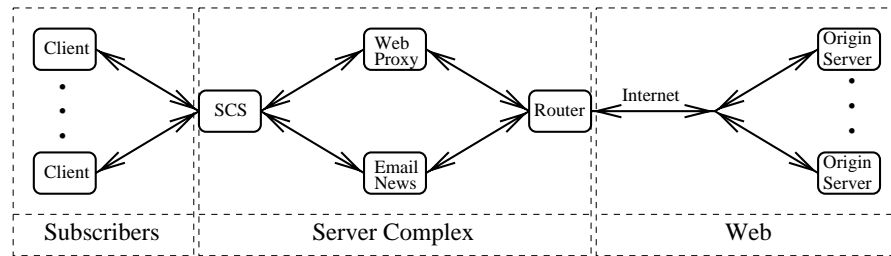 Client
Client
SCS
Web
Proxy
Email
News
Router
Internet
Origin
Server
Origin
Server
Subscribers
Server Complex
Web